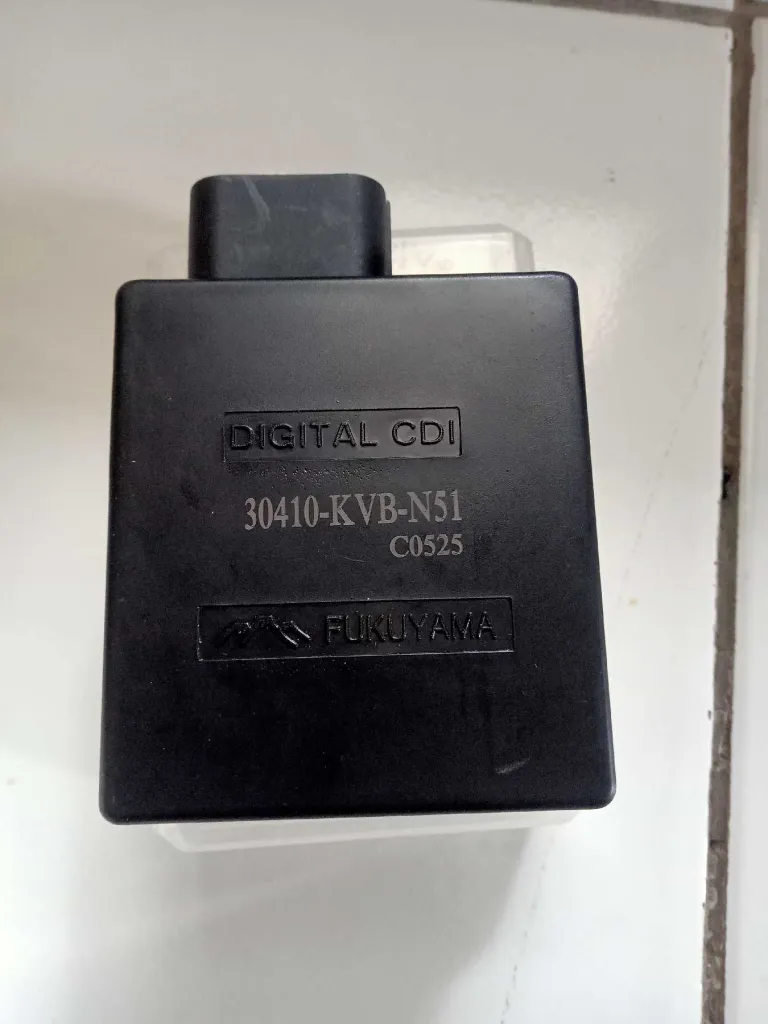 DIGITAL CDI
30410-KVB-N51
C0525
FUKUYAMA